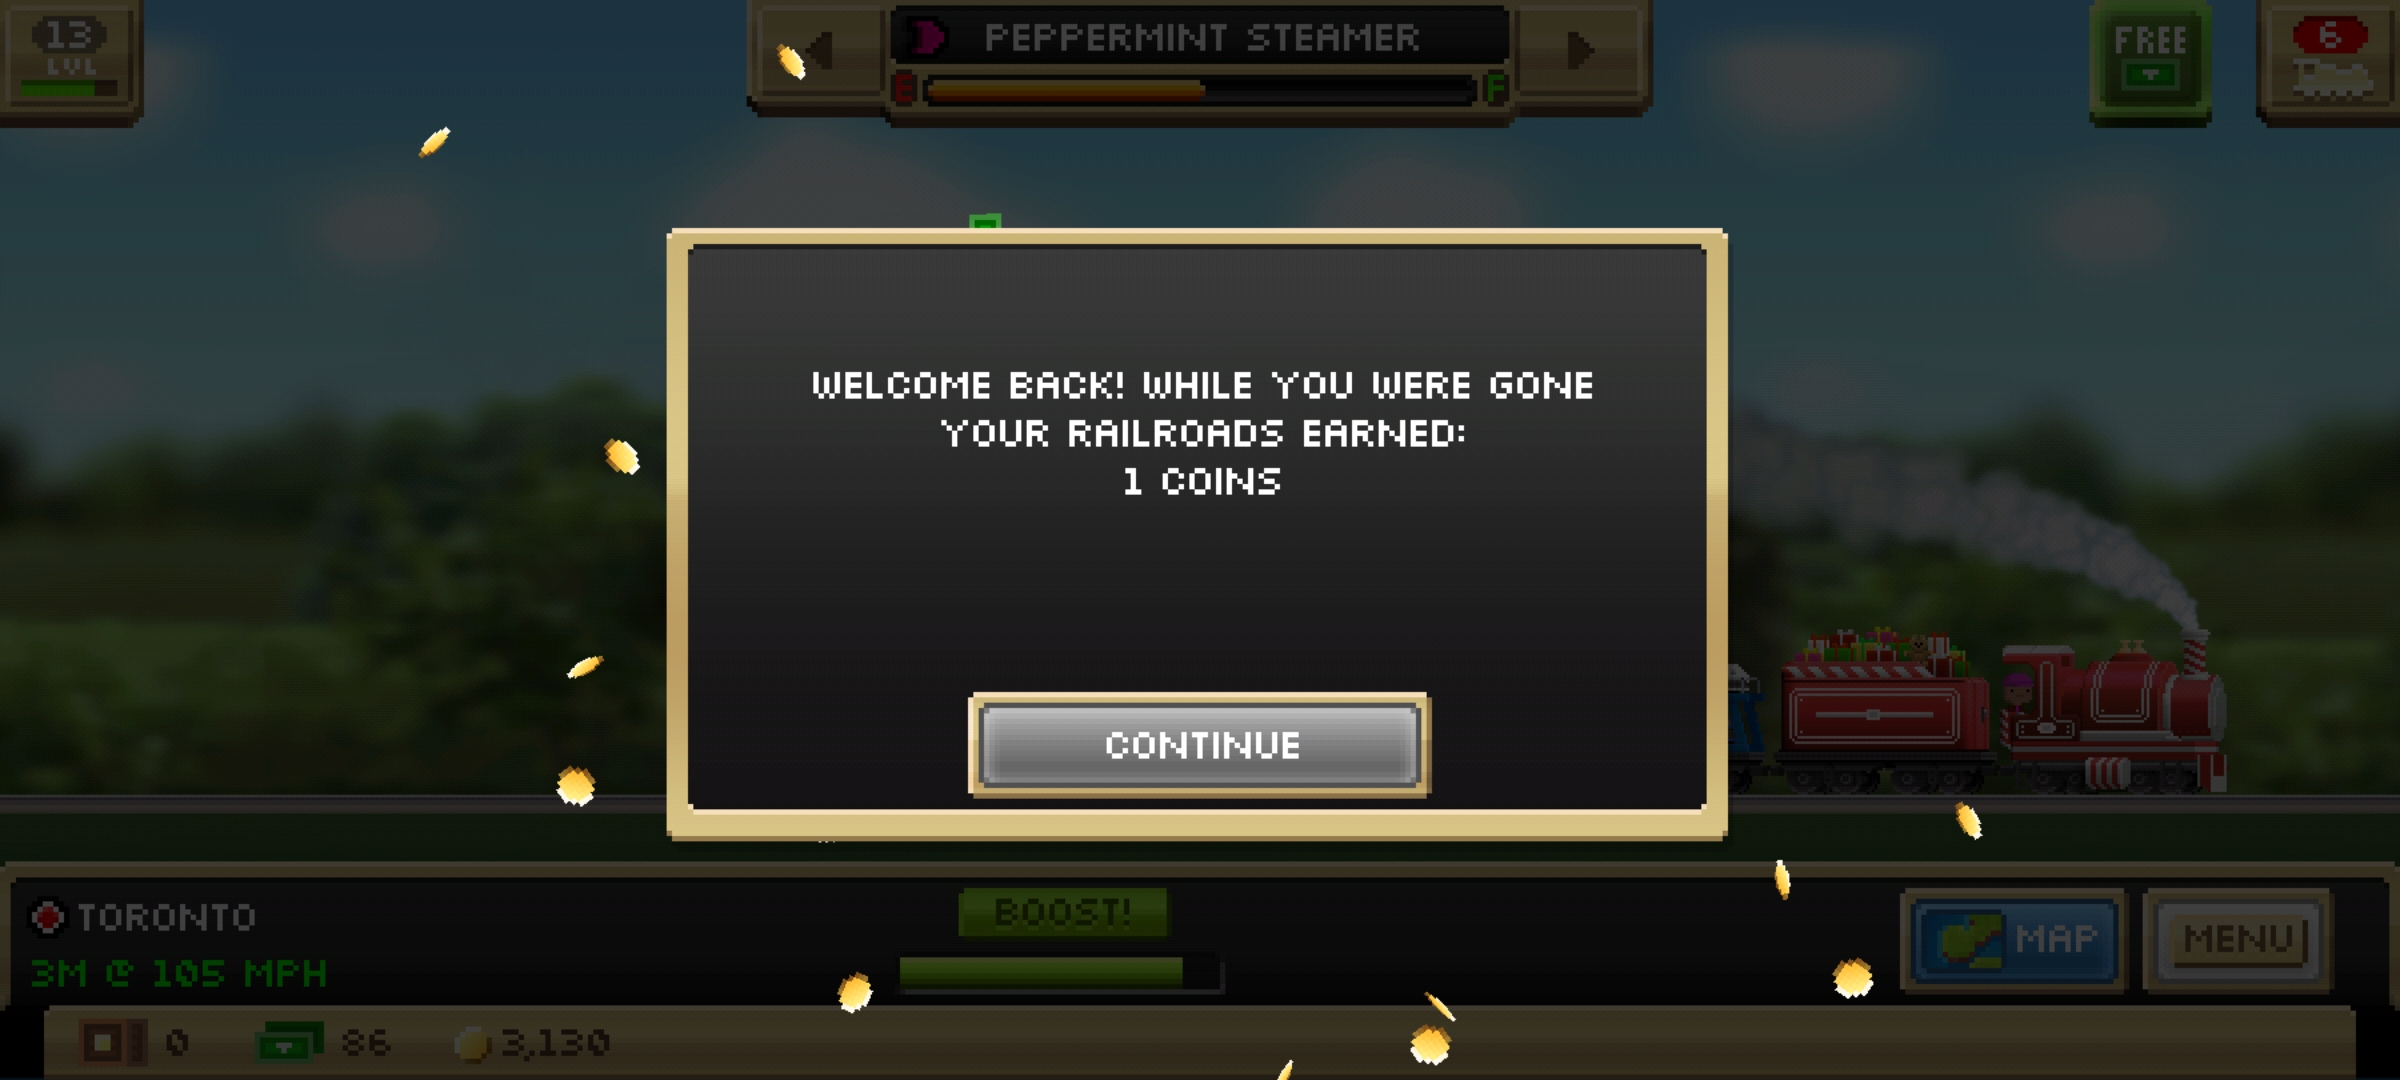 13
LVL
PEPPERMINT STEAMER
E
F
FREE
6
WELCOME BACK! WHILE YOU WERE GONE
YOUR RAILROADS EARNED:
1 COINS
CONTINUE
TORONTO
3M @ 105 MPH
BOOST!
MAP
MENU
0
86
3,130